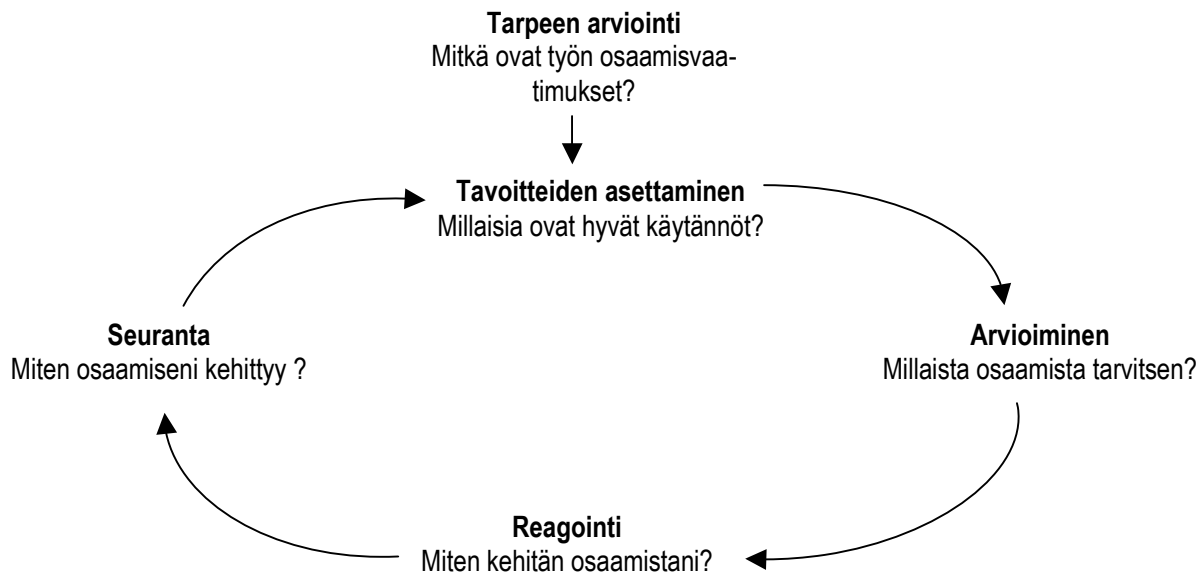 Tarpeen arviointi
Mitkä ovat työn osaamisvaa-
timukset?
Tavoitteiden asettaminen
Millaisia ovat hyvät käytännöt?
Seuranta
Miten osaamiseni kehittyy ?
Arvioiminen
Millaista osaamista tarvitsen?
Reagointi
Miten kehitän osaamistani?